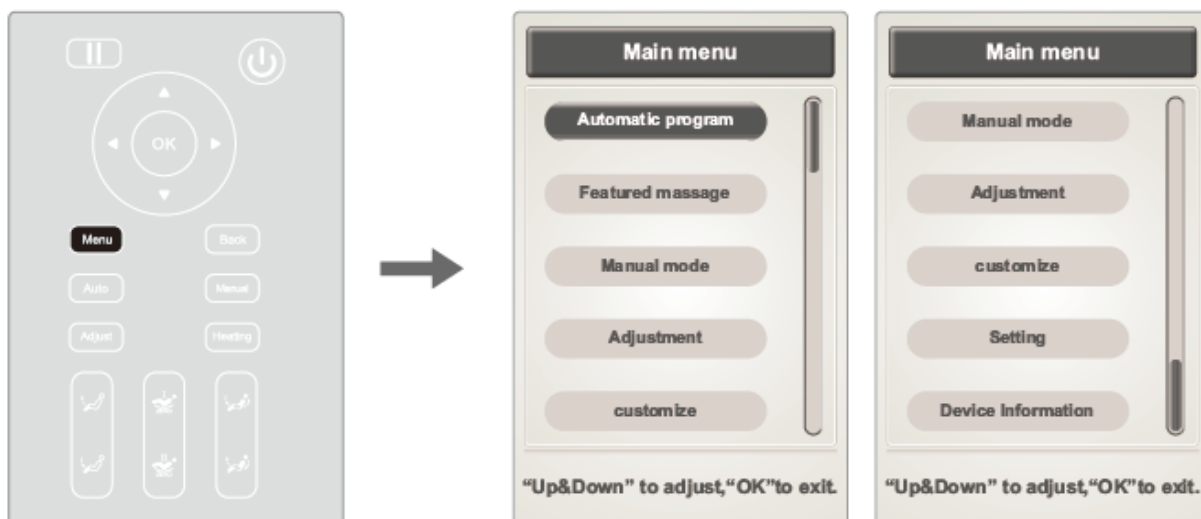 OK
Menu
Back
Auto
Manual
Adjust
Heating
Main menu
Automatic program
Featured massage
Manual mode
Adjustment
customize
“Up&Down” to adjust,“OK”to exit.
Main menu
Manual mode
Adjustment
customize
Setting
Device Information
“Up&Down” to adjust,“OK”to exit.